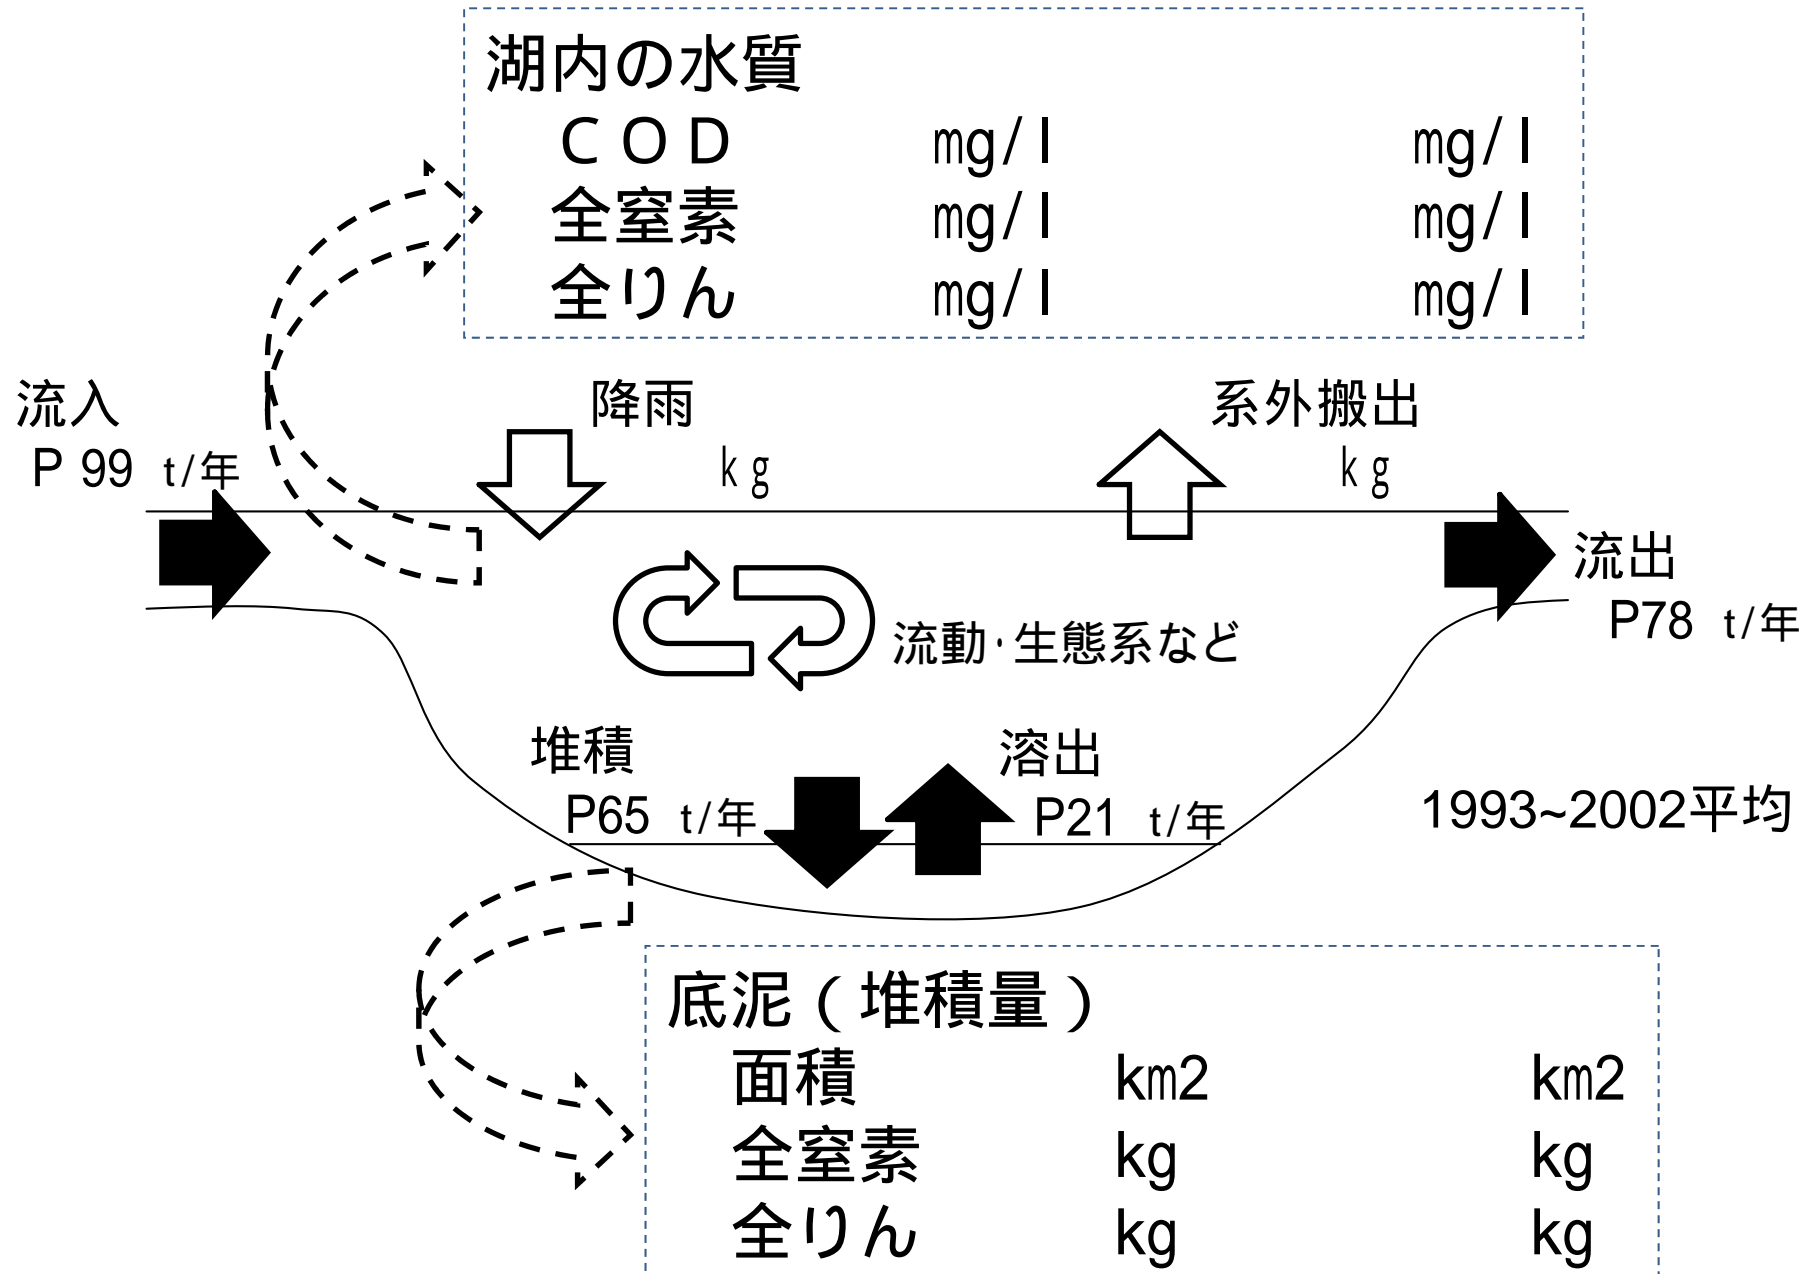 湖内の水質
ＣＯＤ ㎎/l ㎎/l
全窒素 ㎎/l ㎎/l
全りん ㎎/l ㎎/l
流入
P 99 t/年
降雨
㎏
系外搬出
㎏
流出
P78 t/年
流動・生態系など
堆積
P65 t/年
溶出
P21 t/年
1993~2002平均
底泥（堆積量）
面積 k㎡ k㎡
全窒素 kg kg
全りん kg kg